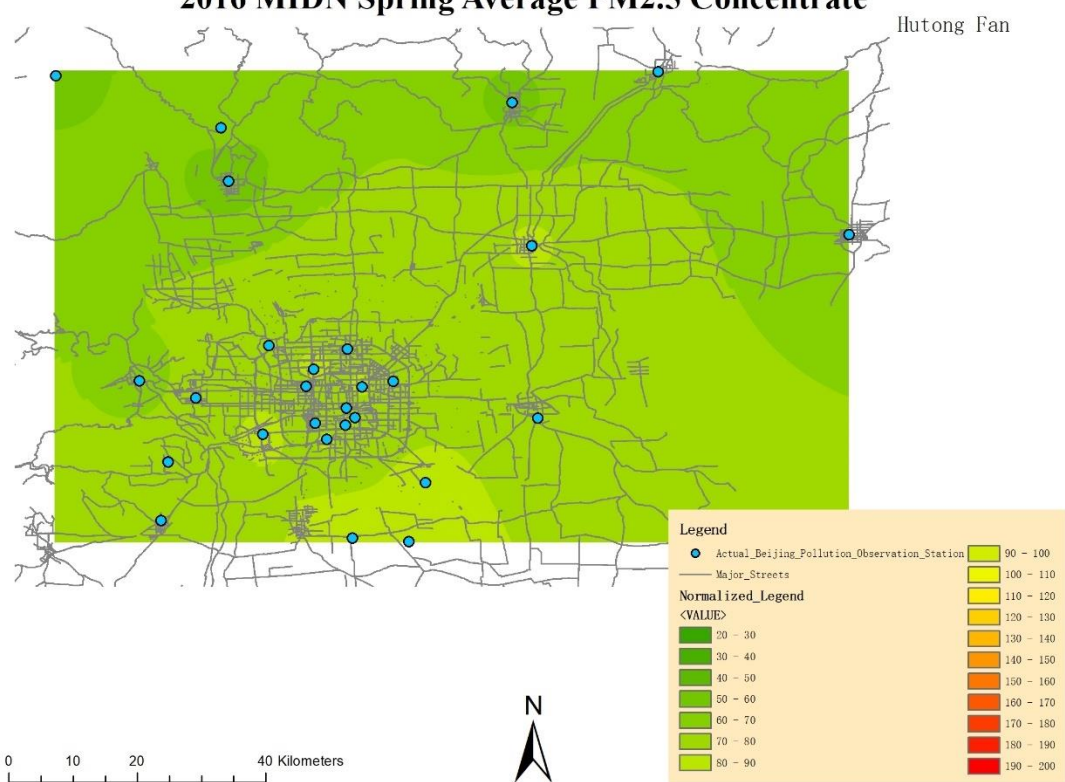 2016 MIDN Spring Average PM2.5 Concentrate
Hutong Fan
Legend
Actual_Beijing_Pollution_Observation_Station
Major_Streets
Normalized_Legend
<VALUE>
20 - 30
30 - 40
40 - 50
50 - 60
60 - 70
70 - 80
80 - 90
90 - 100
100 - 110
110 - 120
120 - 130
130 - 140
140 - 150
150 - 160
160 - 170
170 - 180
180 - 190
190 - 200
N
0 10 20 40 Kilometers